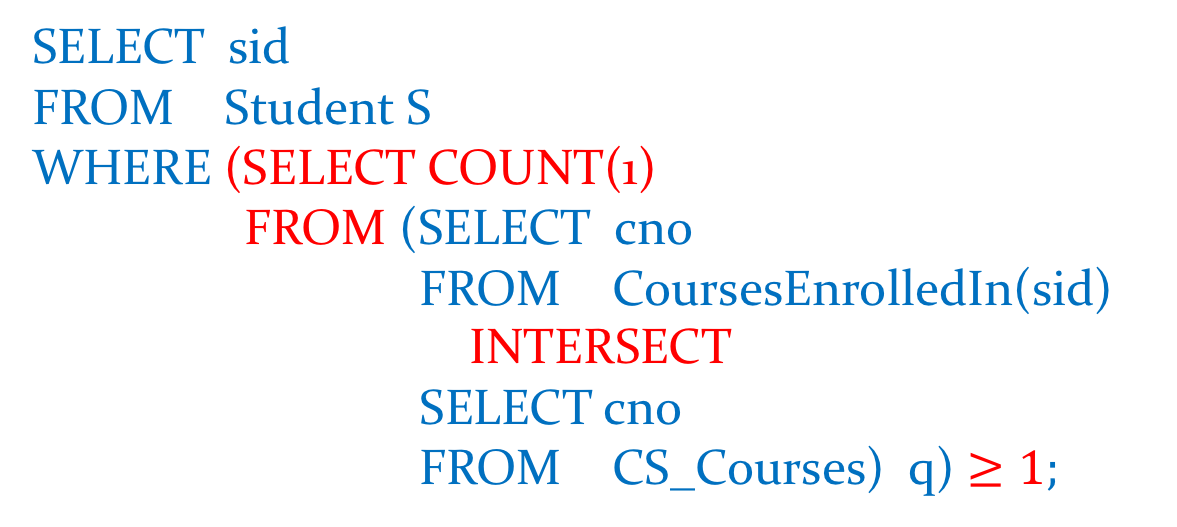 SELECT sid
FROM Student S
WHERE (SELECT COUNT(1)
FROM (SELECT cno
FROM CoursesEnrolledIn(sid)
INTERSECT
SELECT cno
FROM CS_Courses) q) ≥ 1;